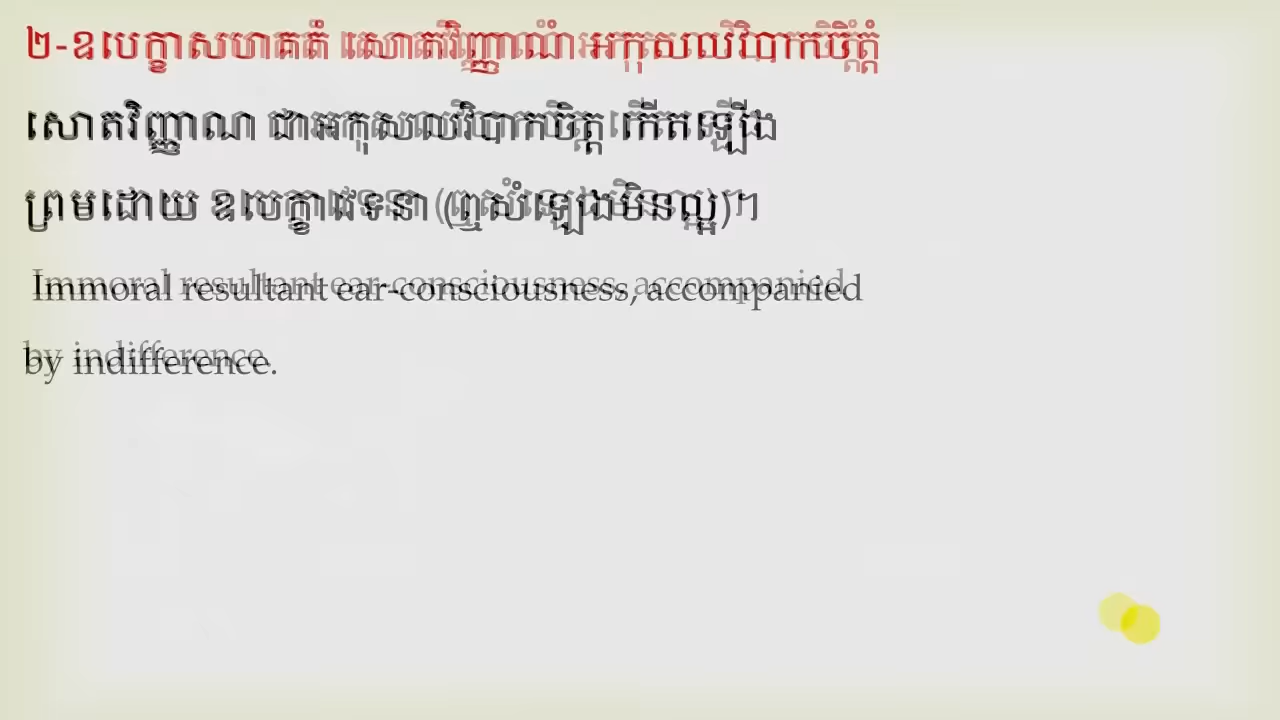 ២-ឧបេក្ខាសហគតំ សោតវិញ្ញាណំអកុសលវិបាកចិត្តំ
សោតវិញ្ញាណ ជាអកុសលវិបាកចិត្ត កើតឡើង
ព្រមដោយ ឧបេក្ខាវេទនា (ឮសំឡេងមិនល្អ)។
Immoral resultant ear-consciousness, accompanied
by indifference.